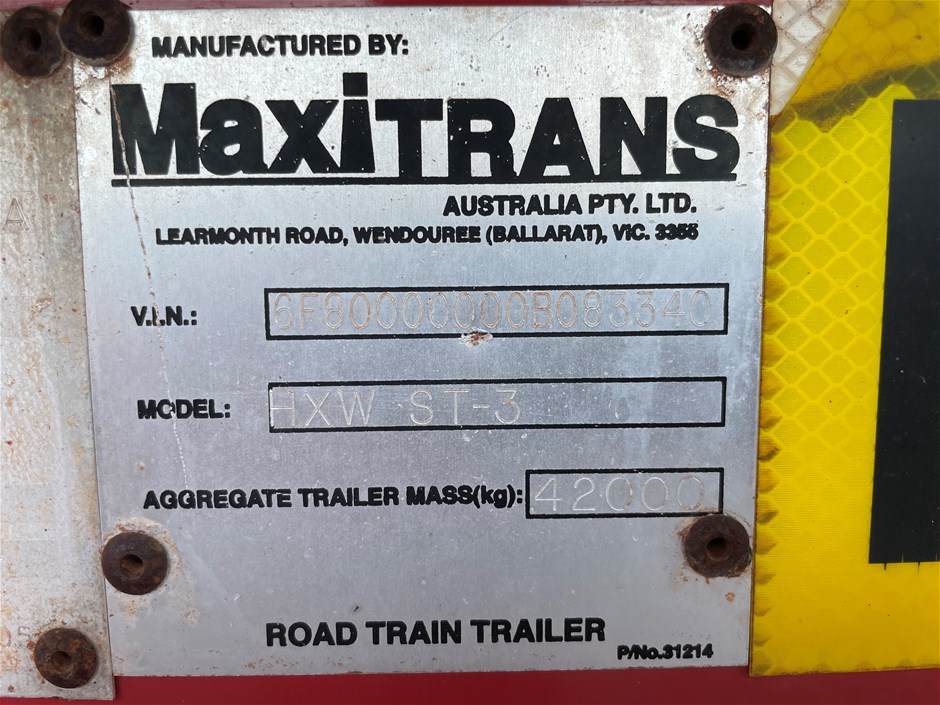 MANUFACTURED BY:
MaxiTRANS
AUSTRALIA PTY. LTD.
LEARMONTH ROAD, WENDOUREE (BALLARAT), VIC. 3355
V.I.N.: 6F80000000B083340
MODEL: HXW ST-3
AGGREGATE TRAILER MASS(kg): 42000
ROAD TRAIN TRAILER
P/No.31214
A